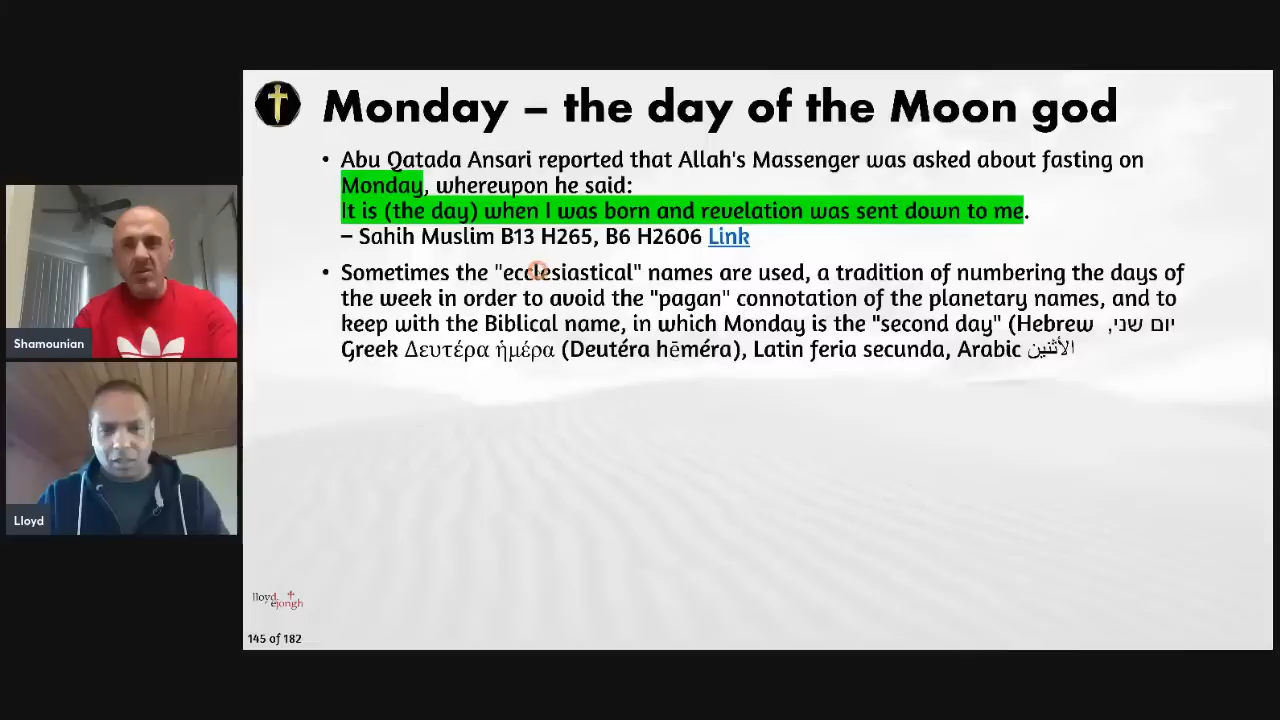 Monday – the day of the Moon god
• Abu Qatada Ansari reported that Allah's Massenger was asked about fasting on
Monday, whereupon he said:
It is (the day) when I was born and revelation was sent down to me.
– Sahih Muslim B13 H265, B6 H2606 Link
• Sometimes the "ecclesiastical" names are used, a tradition of numbering the days of
the week in order to avoid the "pagan" connotation of the planetary names, and to
keep with the Biblical name, in which Monday is the "second day" (Hebrew יום שני,
Greek Δευτέρα ἡμέρα (Deutéra hēméra), Latin feria secunda, Arabic الأثنين
Shamounian
Lloyd
lloyd
ejongh
145 of 182